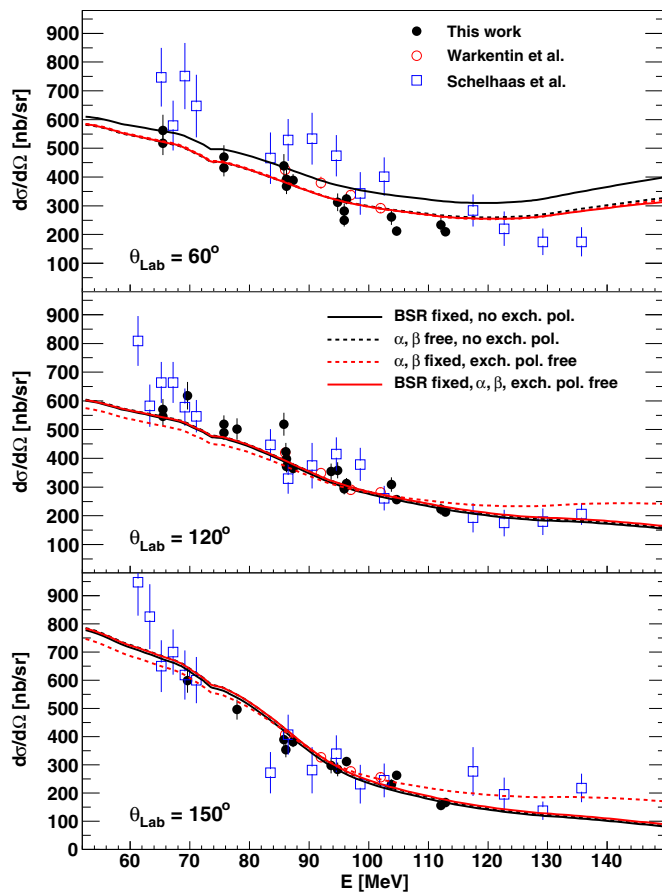 This work
Warkentin et al.
Schelhaas et al.
dσ/dΩ [nb/sr]
900
800
700
600
500
400
300
200
100
θLab = 60°
BSR fixed, no exch. pol.
α, β free, no exch. pol.
α, β fixed, exch. pol. free
BSR fixed, α, β, exch. pol. free
dσ/dΩ [nb/sr]
900
800
700
600
500
400
300
200
100
θLab = 120°
dσ/dΩ [nb/sr]
900
800
700
600
500
400
300
200
100
0
θLab = 150°
60 70 80 90 100 110 120 130 140
E [MeV]